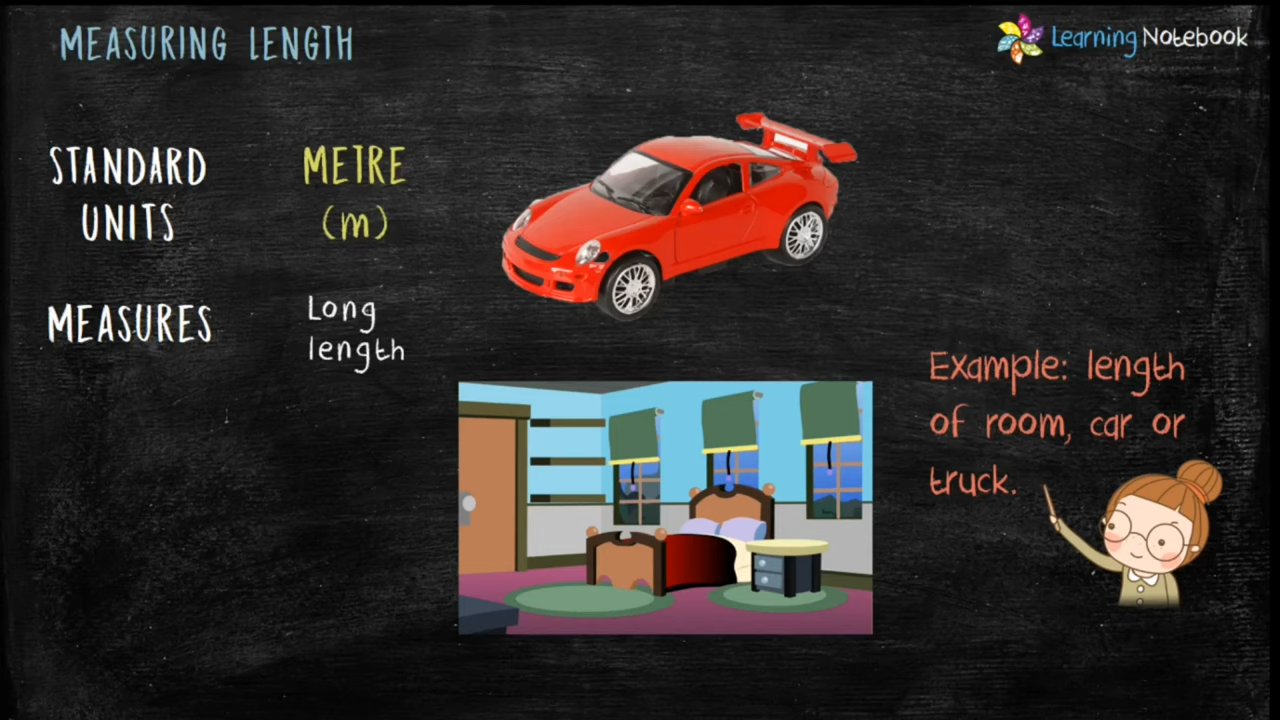 MEASURING LENGTH
Learning Notebook
STANDARD
UNITS
METRE
(m)
MEASURES
Long
length
Example: length
of room, car or
truck.